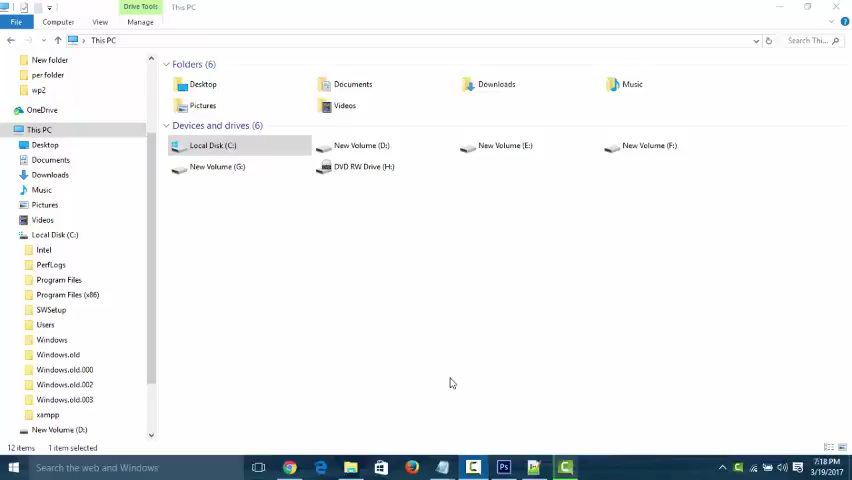 Drive Tools
This PC
File
Computer
View
Manage
This PC
Search Thi...
New folder
per folder
wp2
OneDrive
This PC
Desktop
Documents
Downloads
Music
Pictures
Videos
Local Disk (C:)
Intel
PerfLogs
Program Files
Program Files (x86)
SWSetup
Users
Windows
Windows.old
Windows.old.000
Windows.old.002
Windows.old.003
xampp
New Volume (D:)
Folders (6)
Desktop
Documents
Downloads
Music
Pictures
Videos
Devices and drives (6)
Local Disk (C:)
New Volume (D:)
New Volume (E:)
New Volume (F:)
New Volume (G:)
DVD RW Drive (H:)
12 items
1 item selected
Search the web and Windows
Ps
7:18 PM
3/19/2017